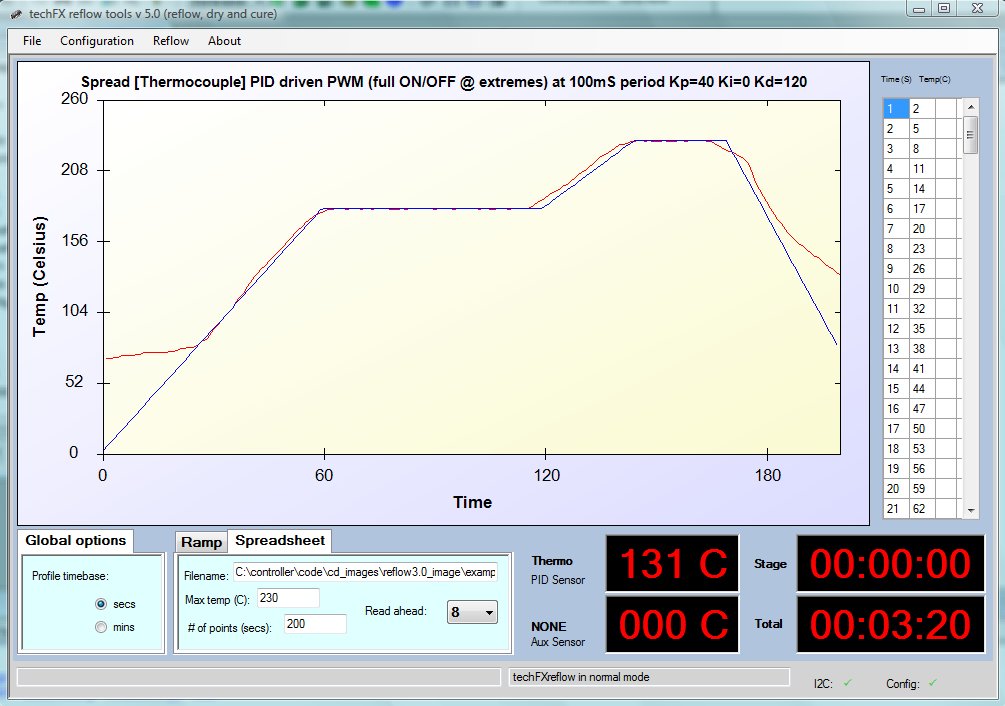 techFX reflow tools v 5.0 (reflow, dry and cure)
File Configuration Reflow About
Spread [Thermocouple] PID driven PWM (full ON/OFF @ extremes) at 100mS period Kp=40 Ki=0 Kd=120
260
208
156
104
52
0
Temp (Celsius)
0 60 120 180
Time
Time (S) Temp(C)
1 2
2 5
3 8
4 11
5 14
6 17
7 20
8 23
9 26
10 29
11 32
12 35
13 38
14 41
15 44
16 47
17 50
18 53
19 56
20 59
21 62
Global options
Profile timebase:
secs
mins
Ramp Spreadsheet
Filename: C:\controller\code\cd_images\reflow3.0_image\examp
Max temp (C): 230
# of points (secs): 200
Read ahead: 8
Thermo
PID Sensor
131 C
NONE
Aux Sensor
000 C
Stage 00:00:00
Total 00:03:20
techFXreflow in normal mode
I2C: ✓ Config: ✓